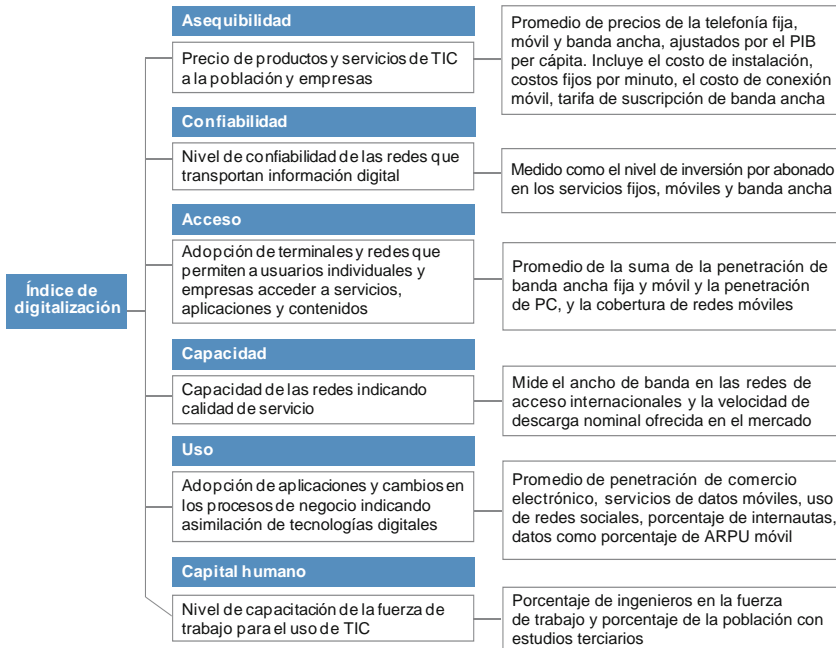 Índice de
digitalización
Asequibilidad
Precio de productos y servicios de TIC
a la población y empresas
Promedio de precios de la telefonía fija,
móvil y banda ancha, ajustados por el PIB
per cápita. Incluye el costo de instalación,
costos fijos por minuto, el costo de conexión
móvil, tarifa de suscripción de banda ancha
Confiabilidad
Nivel de confiabilidad de las redes que
transportan información digital
Medido como el nivel de inversión por abonado
en los servicios fijos, móviles y banda ancha
Acceso
Adopción de terminales y redes que
permiten a usuarios individuales y
empresas acceder a servicios,
aplicaciones y contenidos
Promedio de la suma de la penetración de
banda ancha fija y móvil y la penetración
de PC, y la cobertura de redes móviles
Capacidad
Capacidad de las redes indicando
calidad de servicio
Mide el ancho de banda en las redes de
acceso internacionales y la velocidad de
descarga nominal ofrecida en el mercado
Uso
Adopción de aplicaciones y cambios en
los procesos de negocio indicando
asimilación de tecnologías digitales
Promedio de penetración de comercio
electrónico, servicios de datos móviles, uso
de redes sociales, porcentaje de internautas,
datos como porcentaje de ARPU móvil
Capital humano
Nivel de capacitación de la fuerza de
trabajo para el uso de TIC
Porcentaje de ingenieros en la fuerza
de trabajo y porcentaje de la población con
estudios terciarios